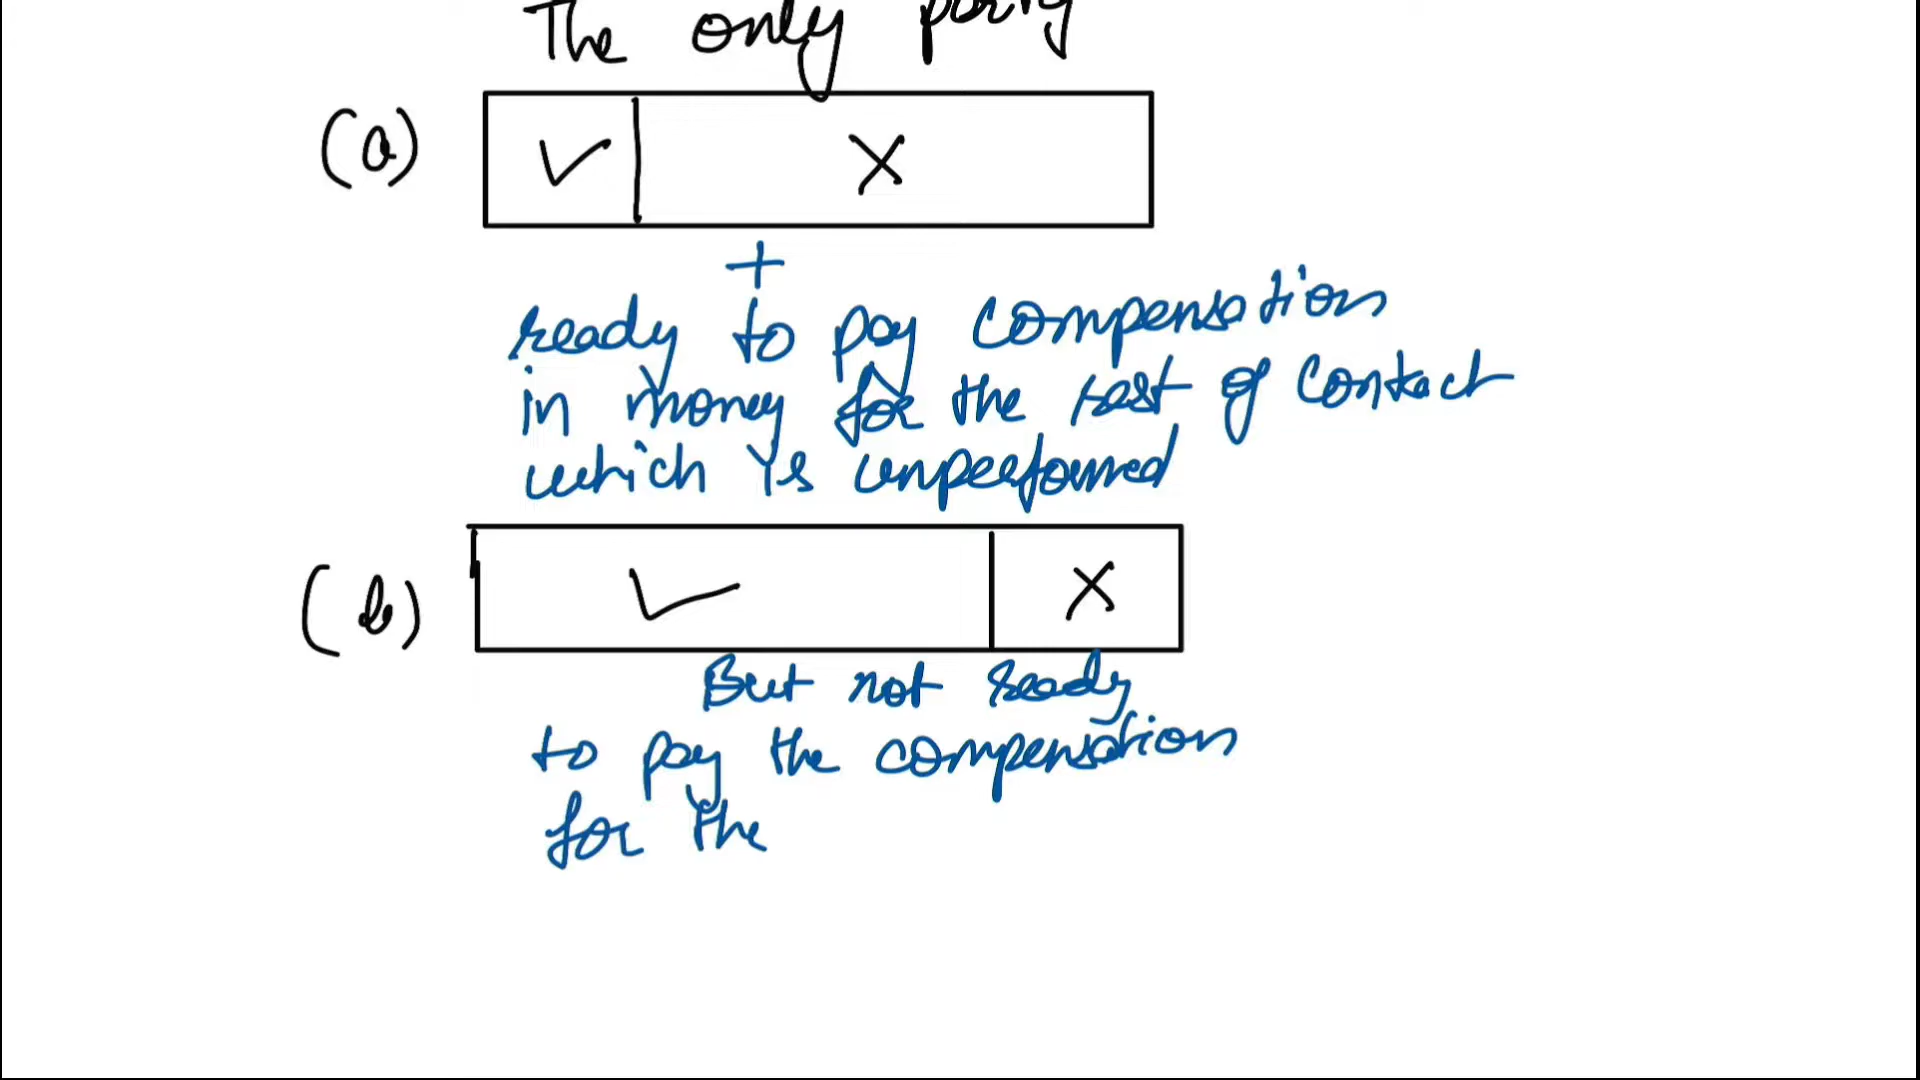 The only party
(a)
+
ready to pay compensation
in money for the rest of contract
which is unperformed
(b)
But not ready
to pay the compensation
for the